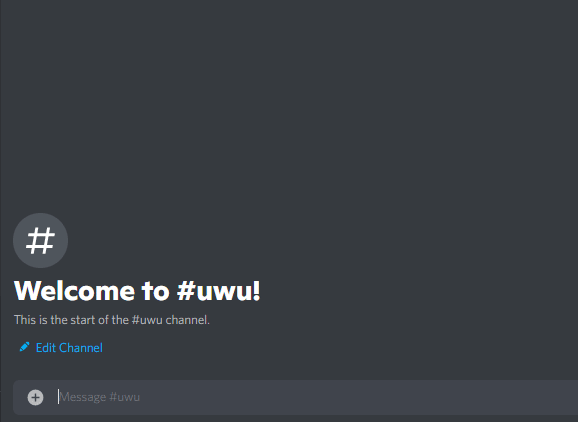 #
Welcome to #uwu!
This is the start of the #uwu channel.
Edit Channel
Message #uwu